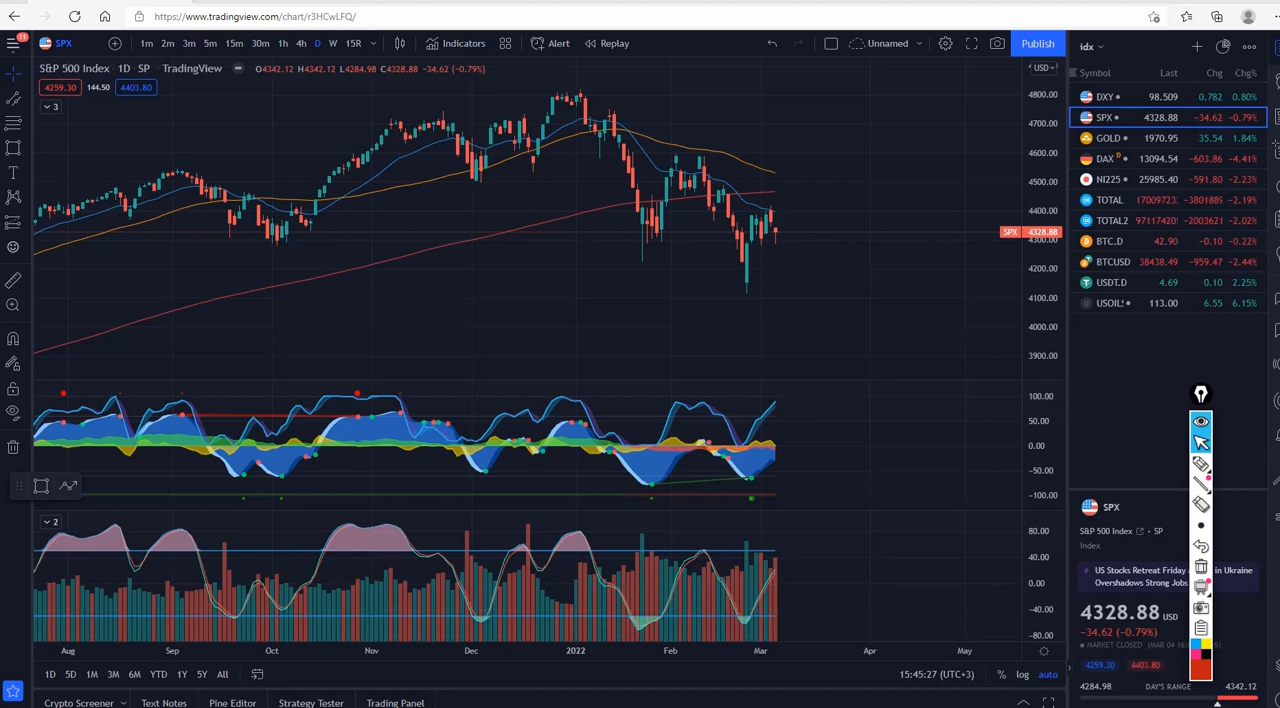 https://www.tradingview.com/chart/r3HCwLFQ/
11
SPX
1m 2m 3m 5m 15m 30m 1h 4h D W 15R
Indicators
Alert
Replay
Unnamed
Publish
S&P 500 Index • 1D • SP • TradingView
O4342.12 H4342.12 L4284.98 C4328.88 -34.62 (-0.79%)
4259.30 144.50 4403.80
3
USD
4800.00
4700.00
4600.00
4500.00
4400.00
SPX 4328.88
4300.00
4200.00
4100.00
4000.00
3900.00
100.00
50.00
0.00
-50.00
-100.00
2
80.00
40.00
0.00
-40.00
-80.00
Aug Sep Oct Nov Dec 2022 Feb Mar Apr May
1D 5D 1M 3M 6M YTD 1Y 5Y All
15:45:27 (UTC+3)
% log auto
Crypto Screener Text Notes Pine Editor Strategy Tester Trading Panel
idx
Symbol Last Chg Chg%
DXY 98.509 0.782 0.80%
SPX 4328.88 -34.62 -0.79%
GOLD 1970.95 35.54 1.84%
DAX D 13094.54 -603.86 -4.41%
NI225 25985.40 -591.80 -2.23%
TOTAL -2.19%
TOTAL2 -2.02%
BTC.D 42.90 -0.10 -0.22%
BTCUSD 38438.49 -959.47 -2.44%
USDT.D 4.69 0.10 2.25%
USOIL 113.00 6.55 6.15%
SPX
S&P 500 Index • SP
Index
US Stocks Retreat Friday in Ukraine
Overshadows Strong Jobs
4328.88 USD
-34.62 (-0.79%)
MARKET CLOSED (MAR 04
4259.30 4403.80
4284.98 DAY'S RANGE 4342.12